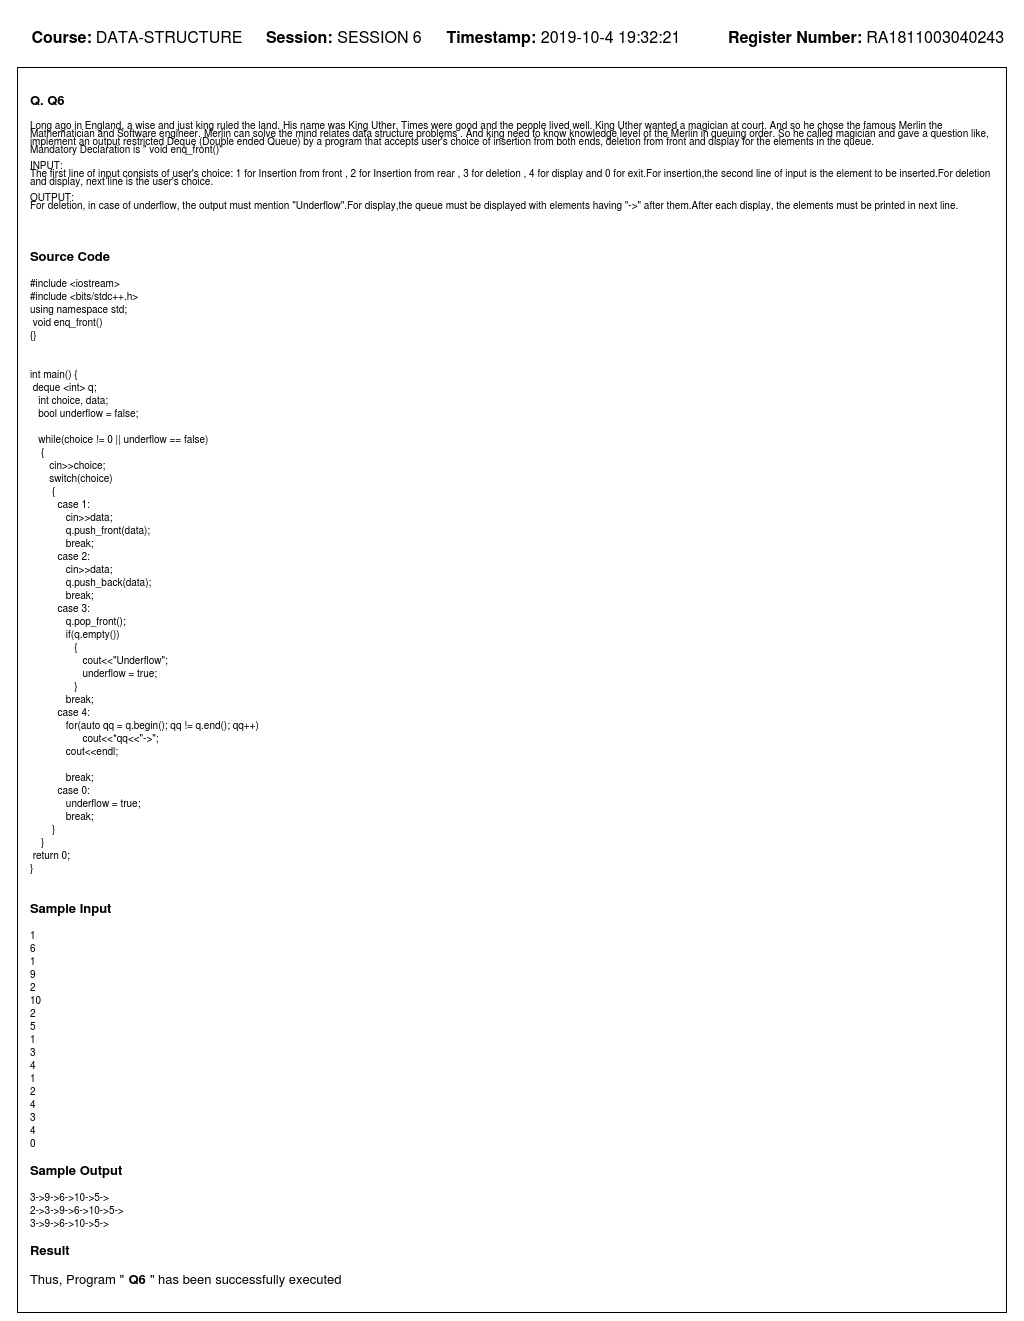 Course: DATA-STRUCTURE Session: SESSION 6 Timestamp: 2019-10-4 19:32:21 Register Number: RA1811003040243
Q. Q6
Long ago in England, a wise and just king ruled the land. His name was King Uther. Times were good and the people lived well. King Uther wanted a magician at court. And so he chose the famous Merlin the
Mathematician and Software engineer. Merlin can solve the mind relates data structure problems . And king need to know knowledge level of the Merlin in queuing order. So he called magician and gave a question like,
implement an output restricted Deque (Double ended Queue) by a program that accepts user's choice of insertion from both ends, deletion from front and display for the elements in the queue.
Mandatory Declaration is " void enq_front()"
INPUT:
The first line of input consists of user's choice: 1 for Insertion from front , 2 for Insertion from rear , 3 for deletion , 4 for display and 0 for exit.For insertion,the second line of input is the element to be inserted.For deletion
and display, next line is the user's choice.
OUTPUT:
For deletion, in case of underflow, the output must mention "Underflow".For display,the queue must be displayed with elements having "->" after them.After each display, the elements must be printed in next line.
Source Code
#include <iostream>
#include <bits/stdc++.h>
using namespace std;
void enq_front()
{}
int main() {
deque <int> q;
int choice, data;
bool underflow = false;
while(choice != 0 || underflow == false)
{
cin>>choice;
switch(choice)
{
case 1:
cin>>data;
q.push_front(data);
break;
case 2:
cin>>data;
q.push_back(data);
break;
case 3:
q.pop_front();
if(q.empty())
{
cout<<"Underflow";
underflow = true;
}
break;
case 4:
for(auto qq = q.begin(); qq != q.end(); qq++)
cout<<*qq<<"->";
cout<<endl;
break;
case 0:
underflow = true;
break;
}
}
return 0;
}
Sample Input
1
6
1
9
2
10
2
5
1
3
4
1
2
4
3
4
0
Sample Output
3->9->6->10->5->
2->3->9->6->10->5->
3->9->6->10->5->
Result
Thus, Program " Q6 " has been successfully executed